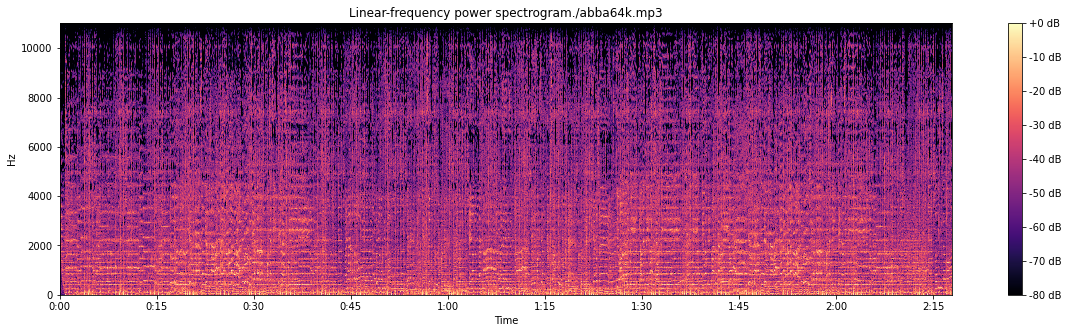 Linear-frequency power spectrogram./abba64k.mp3
10000
8000
6000
4000
2000
0
Hz
0:00
0:15
0:30
0:45
1:00
1:15
1:30
1:45
2:00
2:15
Time
+0 dB
-10 dB
-20 dB
-30 dB
-40 dB
-50 dB
-60 dB
-70 dB
-80 dB